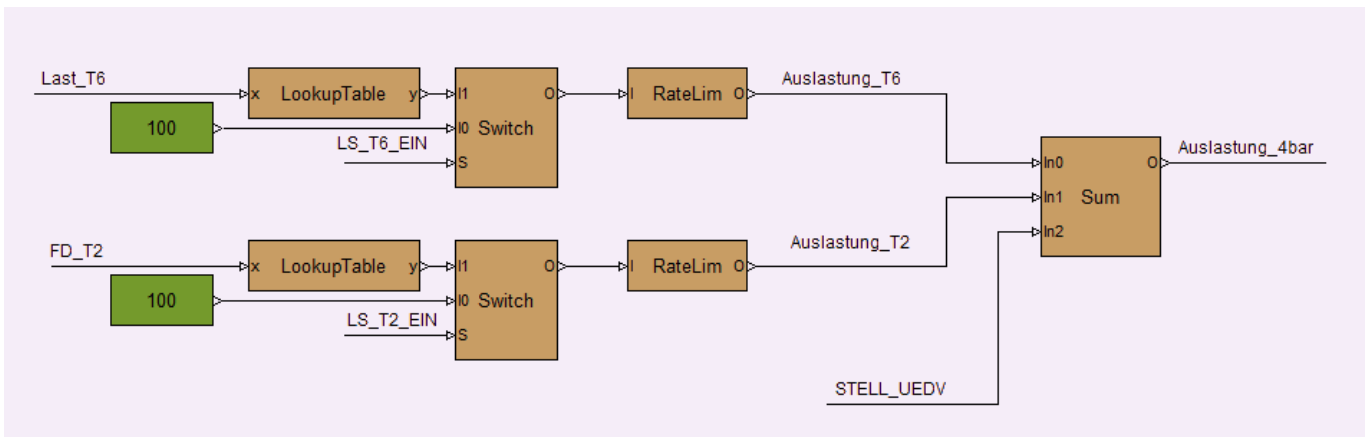 Last_T6
x LookupTable y
I1 O
100
I0 Switch
LS_T6_EIN
S
I RateLim O
Auslastung_T6
FD_T2
x LookupTable y
I1 O
100
I0 Switch
LS_T2_EIN
S
I RateLim O
Auslastung_T2
In0 O
In1 Sum
In2
Auslastung_4bar
STELL_UEDV